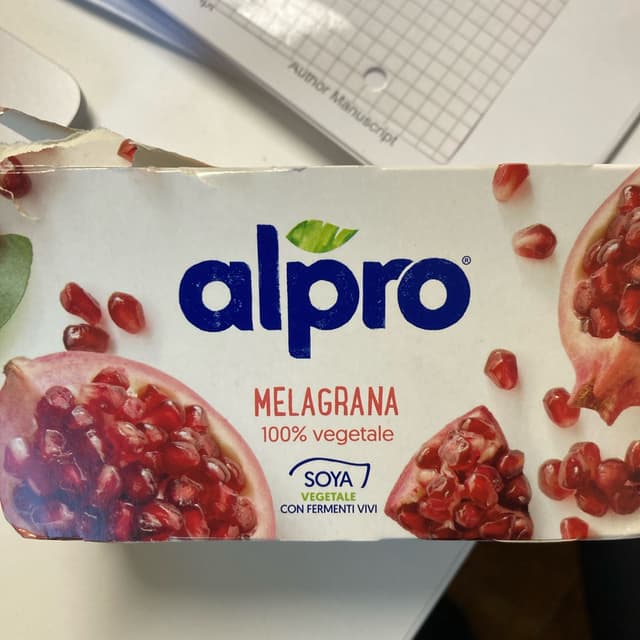 Author Manuscript
alpro®
MELAGRANA
100% vegetale
SOYA
VEGETALE
CON FERMENTI VIVI